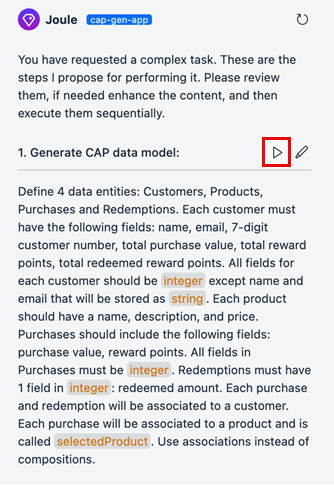 Joule cap-gen-app
You have requested a complex task. These are the
steps I propose for performing it. Please review
them, if needed enhance the content, and then
execute them sequentially.
1. Generate CAP data model:
Define 4 data entities: Customers, Products,
Purchases and Redemptions. Each customer must
have the following fields: name, email, 7-digit
customer number, total purchase value, total reward
points, total redeemed reward points. All fields for
each customer should be integer except name and
email that will be stored as string. Each product
should have a name, description, and price.
Purchases should include the following fields:
purchase value, reward points. All fields in
Purchases must be integer. Redemptions must have
1 field in integer: redeemed amount. Each purchase
and redemption will be associated to a customer.
Each purchase will be associated to a product and is
called selectedProduct. Use associations instead of
compositions.